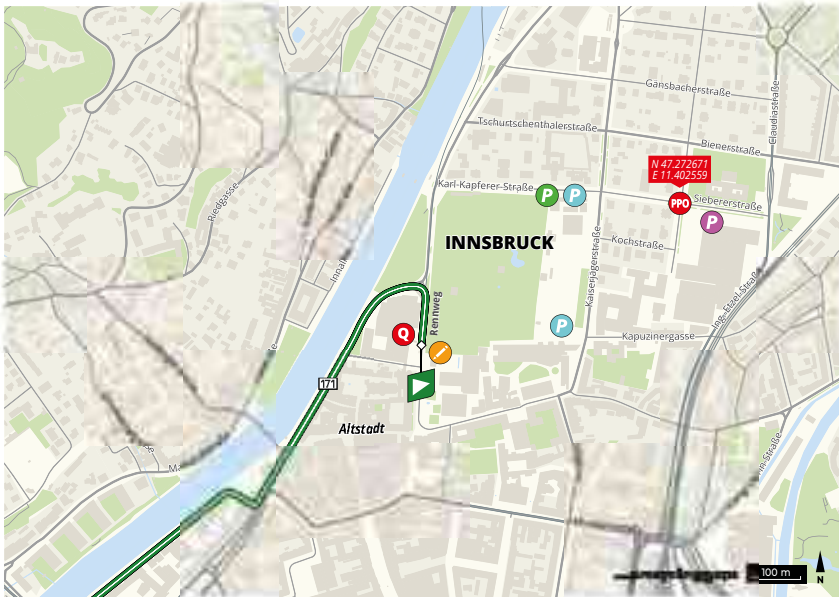 Gänsbacherstraße
Claudiastraße
Tschurtschenthalerstraße
Bienerstraße
N 47.272671
E 11.402559
Karl-Kapferer-Straße
P
P
PPO
Siebererstraße
P
Riedgasse
INNSBRUCK
Kochstraße
Kaiserjägerstraße
Rennweg
Q
P
Kapuzinergasse
Ing.-Etzel-Straße
171
Altstadt
100 m
N